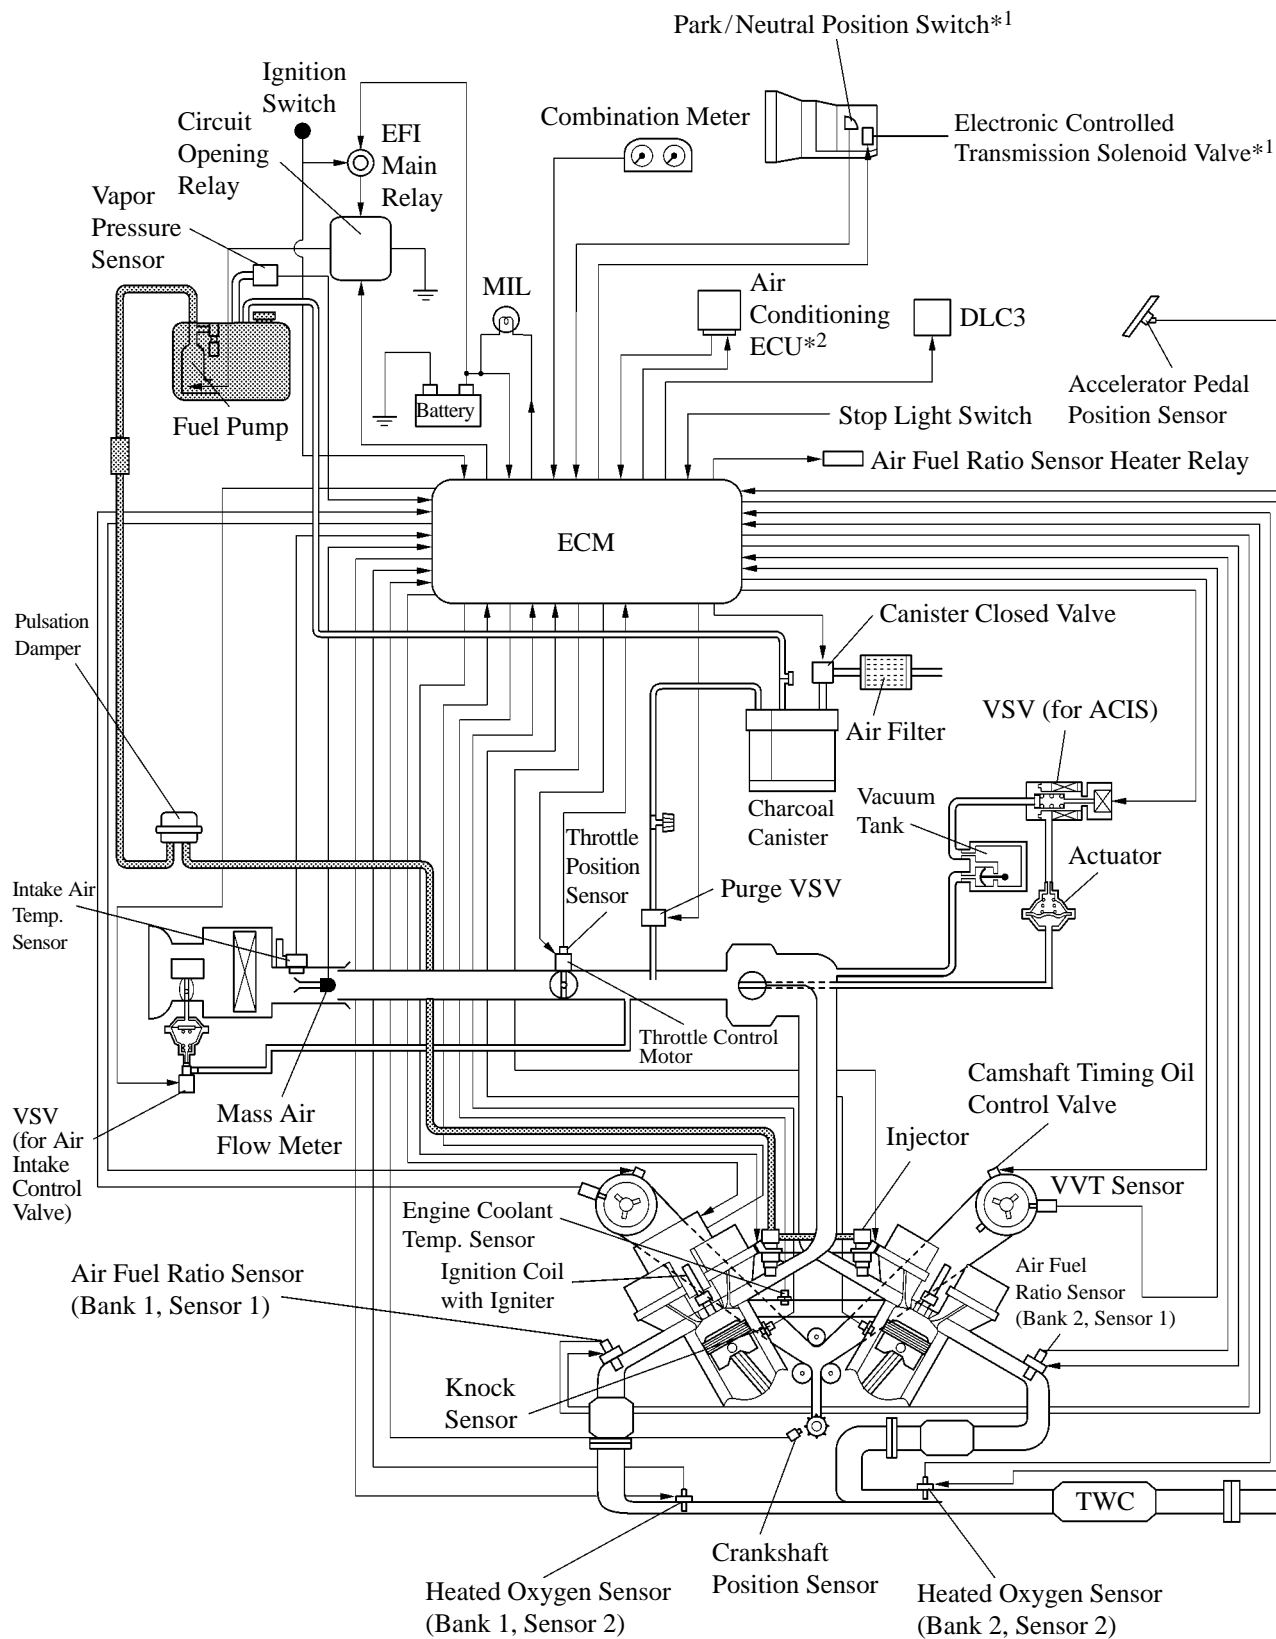 Park/Neutral Position Switch*1
Ignition
Switch
Circuit
Opening
Relay
EFI
Main
Relay
Combination Meter
Electronic Controlled
Transmission Solenoid Valve*1
Vapor
Pressure
Sensor
MIL
Air
Conditioning
ECU*2
DLC3
Accelerator Pedal
Position Sensor
Battery
Fuel Pump
Stop Light Switch
Air Fuel Ratio Sensor Heater Relay
ECM
Pulsation
Damper
Canister Closed Valve
Air Filter
VSV (for ACIS)
Charcoal
Canister
Vacuum
Tank
Actuator
Throttle
Position
Sensor
Purge VSV
Intake Air
Temp.
Sensor
Throttle Control
Motor
VSV
(for Air
Intake
Control
Valve)
Mass Air
Flow Meter
Camshaft Timing Oil
Control Valve
Injector
VVT Sensor
Engine Coolant
Temp. Sensor
Ignition Coil
with Igniter
Air Fuel Ratio Sensor
(Bank 1, Sensor 1)
Air Fuel
Ratio Sensor
(Bank 2, Sensor 1)
Knock
Sensor
TWC
Crankshaft
Position Sensor
Heated Oxygen Sensor
(Bank 1, Sensor 2)
Heated Oxygen Sensor
(Bank 2, Sensor 2)